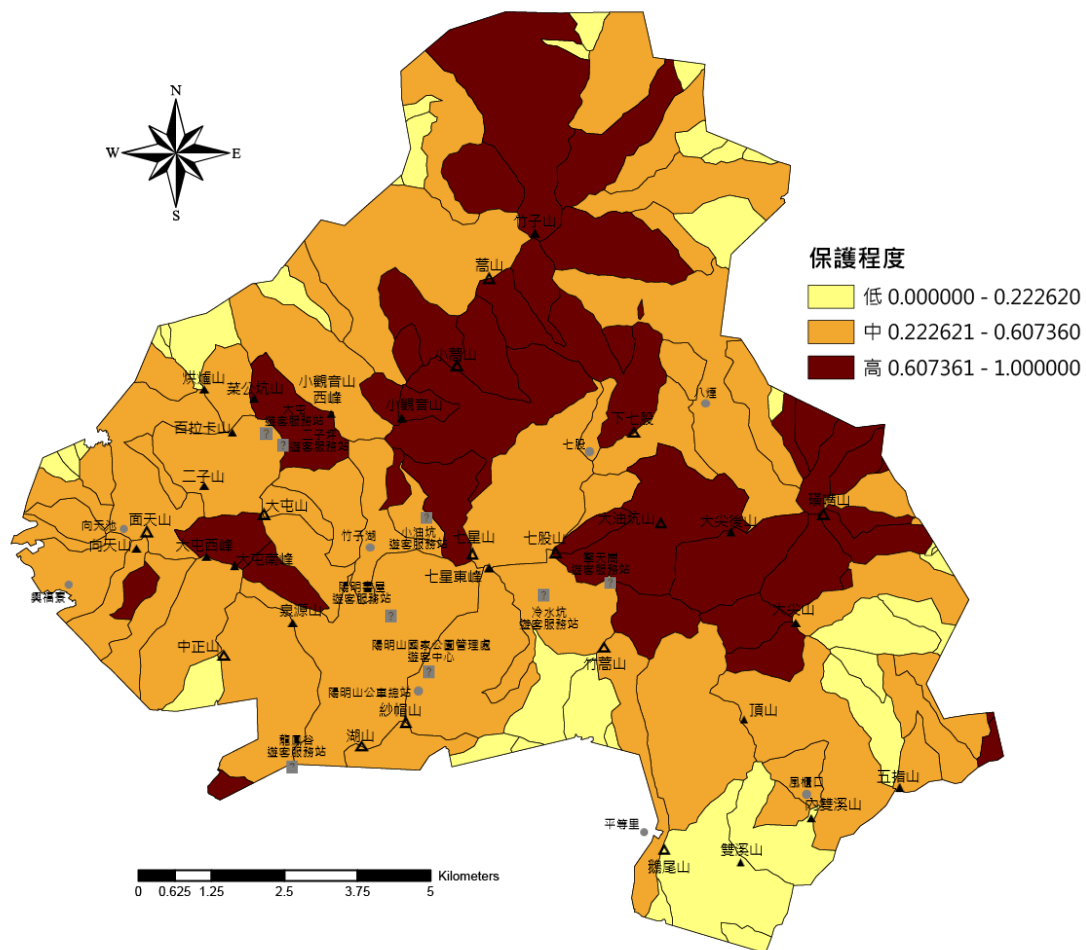 N
W
E
S
竹子山
嵩山
保護程度
低 0.000000 - 0.222620
中 0.222621 - 0.607360
高 0.607361 - 1.000000
小嵩山
烘爐山
菜公坑山
小觀音山
西峰
大屯
遊客服務站
小觀音山
八煙
下七股
百拉卡山
二子坪
遊客服務站
?
?
七股
二子山
大屯山
磺嘴山
向天池
面天山
向天山
竹子湖
小油坑
遊客服務站
?
大油坑山
大尖後山
大屯西峰
大屯南峰
七星山
七股山
七星東峰
擎天崗
遊客服務站
?
興福寮
陽明書屋
遊客服務站
?
?
冷水坑
遊客服務站
泉源山
大尖山
中正山
陽明山國家公園管理處
遊客中心
?
竹蒿山
陽明山公車總站
紗帽山
頂山
湖山
龍鳳谷
遊客服務站
?
五指山
風櫃口
內雙溪山
平等里
鵝尾山
雙溪山
Kilometers
0 0.625 1.25 2.5 3.75 5